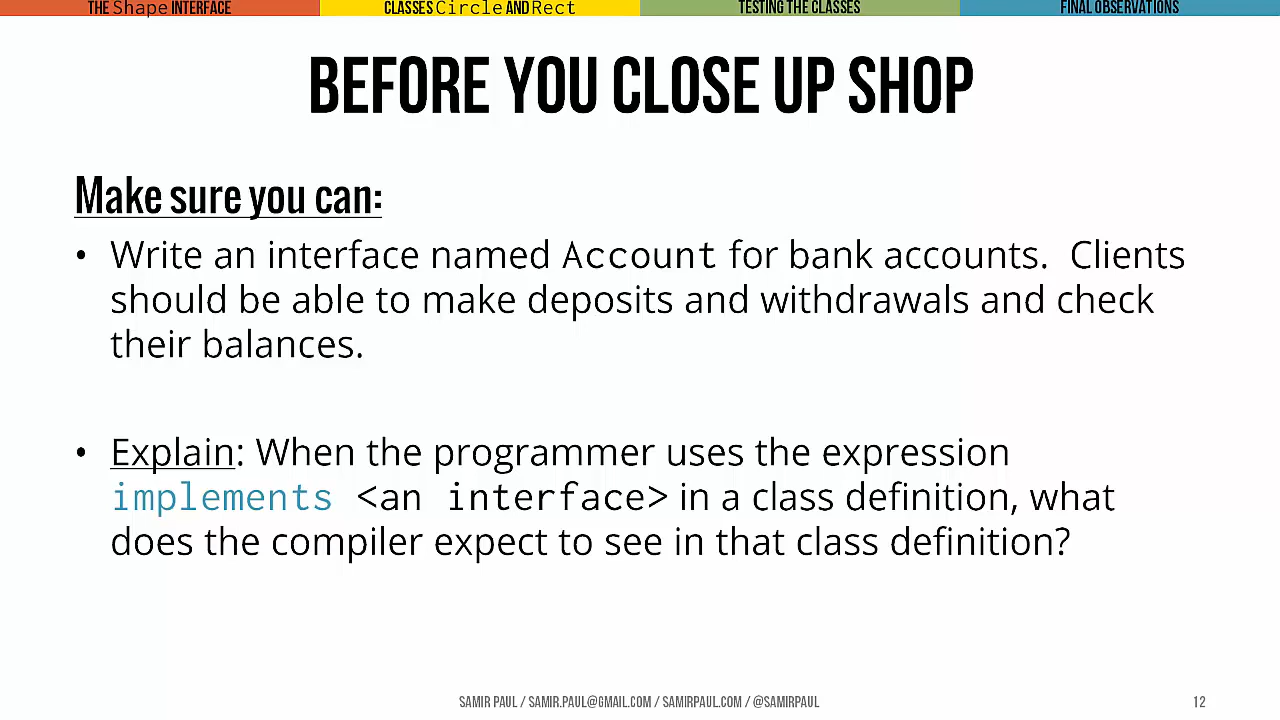 THE Shape INTERFACE
CLASSES Circle AND Rect
TESTING THE CLASSES
FINAL OBSERVATIONS
BEFORE YOU CLOSE UP SHOP
Make sure you can:
• Write an interface named Account for bank accounts.  Clients
should be able to make deposits and withdrawals and check
their balances.
• Explain: When the programmer uses the expression
implements <an interface> in a class definition, what
does the compiler expect to see in that class definition?
SAMIR PAUL / SAMIR.PAUL@GMAIL.COM / SAMIRPAUL.COM / @SAMIRPAUL
12